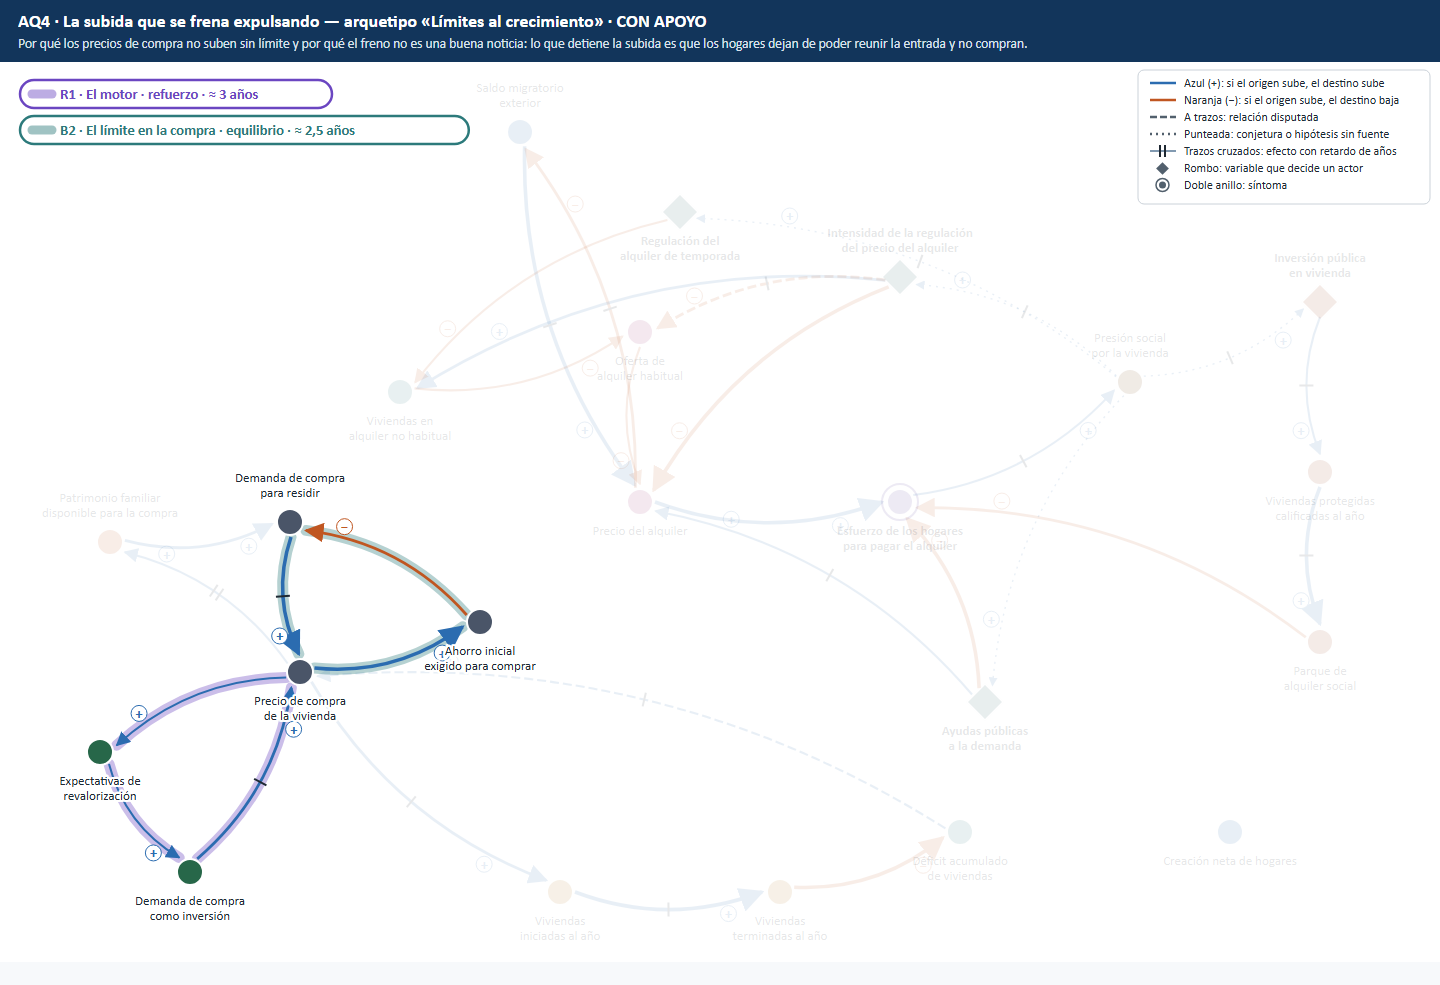 AQ4 · La subida que se frena expulsando — arquetipo «Límites al crecimiento» · CON APOYO
Por qué los precios de compra no suben sin límite y por qué el freno no es una buena noticia: lo que detiene la subida es que los hogares dejan de poder reunir la entrada y no compran.
R1 · El motor · refuerzo · ≈ 3 años
B2 · El límite en la compra · equilibrio · ≈ 2,5 años
Azul (+): si el origen sube, el destino sube
Naranja (−): si el origen sube, el destino baja
A trazos: relación disputada
Punteada: conjetura o hipótesis sin fuente
Trazos cruzados: efecto con retardo de años
Rombo: variable que decide un actor
Doble anillo: síntoma
Saldo migratorio
exterior
Regulación del
alquiler de temporada
Intensidad de la regulación
del precio del alquiler
Inversión pública
en vivienda
Oferta de
alquiler habitual
Presión social
por la vivienda
Viviendas en
alquiler no habitual
Demanda de compra
para residir
Patrimonio familiar
disponible para la compra
Precio del alquiler
Esfuerzo de los hogares
para pagar el alquiler
Viviendas protegidas
calificadas al año
Ahorro inicial
exigido para comprar
Parque de
alquiler social
Precio de compra
de la vivienda
Ayudas públicas
a la demanda
Expectativas de
revalorización
Demanda de compra
como inversión
Déficit acumulado
de viviendas
Creación neta de hogares
Viviendas
iniciadas al año
Viviendas
terminadas al año